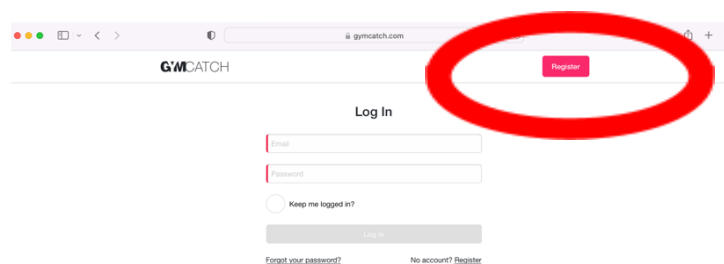 gymcatch.com
GYMCATCH
Register
Log In
Email
Password
Keep me logged in?
Log in
Forgot your password? No account? Register